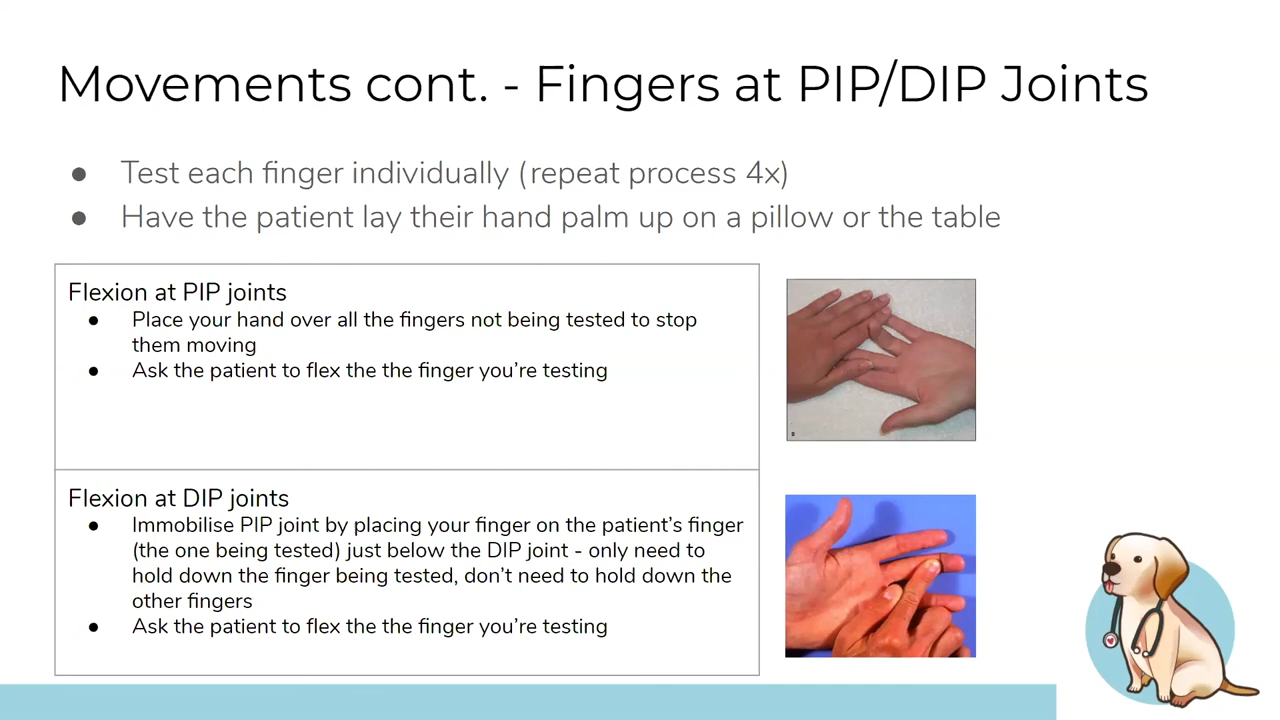 Movements cont. - Fingers at PIP/DIP Joints
● Test each finger individually (repeat process 4x)
● Have the patient lay their hand palm up on a pillow or the table
Flexion at PIP joints
● Place your hand over all the fingers not being tested to stop
them moving
● Ask the patient to flex the the finger you're testing
Flexion at DIP joints
● Immobilise PIP joint by placing your finger on the patient's finger
(the one being tested) just below the DIP joint - only need to
hold down the finger being tested, don't need to hold down the
other fingers
● Ask the patient to flex the the finger you're testing